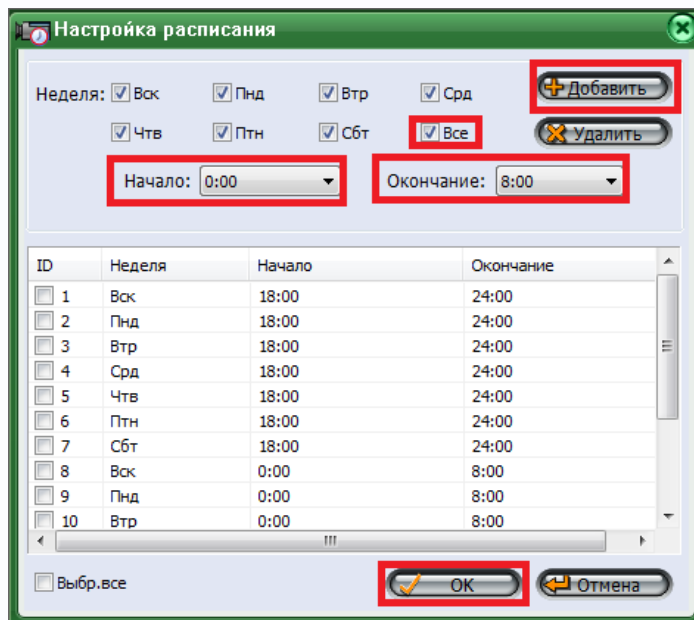 Настройка расписания
Неделя: Вск Пнд Втр Срд Добавить
Чтв Птн Сбт Все Удалить
Начало: 0:00 Окончание: 8:00
ID Неделя Начало Окончание
1 Вск 18:00 24:00
2 Пнд 18:00 24:00
3 Втр 18:00 24:00
4 Срд 18:00 24:00
5 Чтв 18:00 24:00
6 Птн 18:00 24:00
7 Сбт 18:00 24:00
8 Вск 0:00 8:00
9 Пнд 0:00 8:00
10 Втр 0:00 8:00
Выбр.все OK Отмена